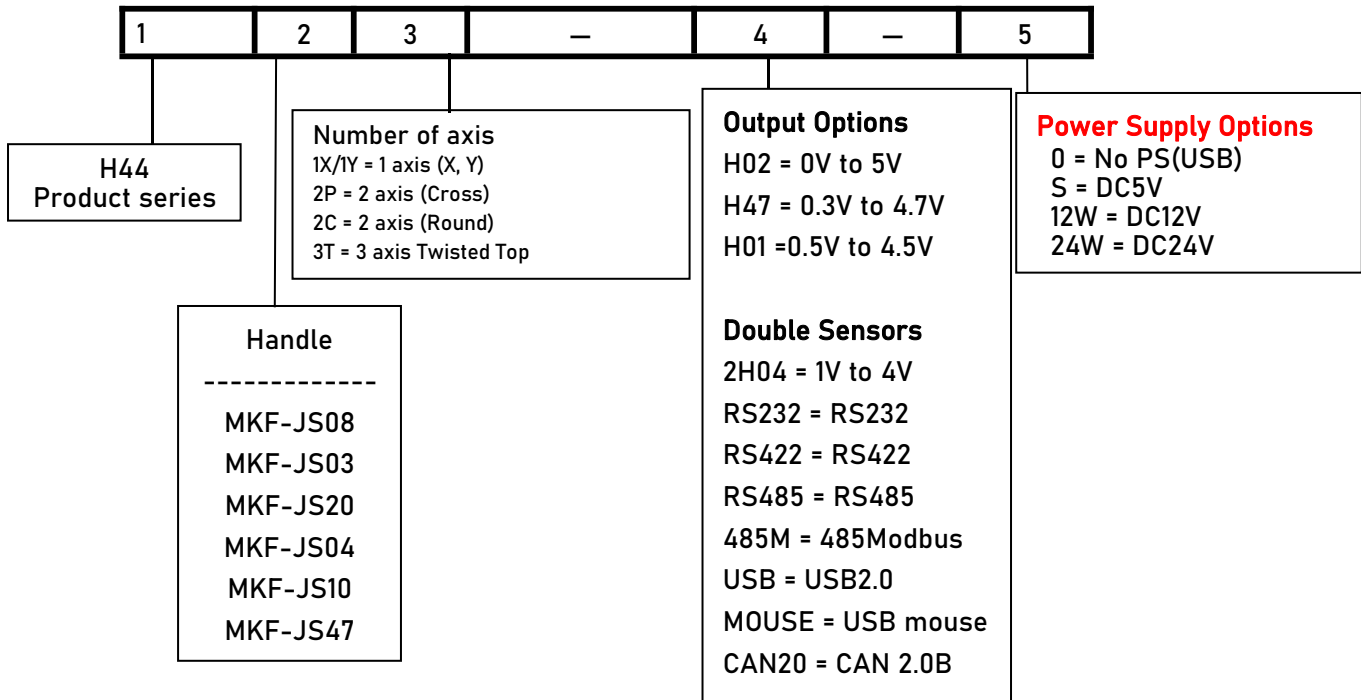 1 2 3 — 4 — 5
H44
Product series
Handle
-------------
MKF-JS08
MKF-JS03
MKF-JS20
MKF-JS04
MKF-JS10
MKF-JS47
Number of axis
1X/1Y = 1 axis (X, Y)
2P = 2 axis (Cross)
2C = 2 axis (Round)
3T = 3 axis Twisted Top
Output Options
H02 = 0V to 5V
H47 = 0.3V to 4.7V
H01 =0.5V to 4.5V
Double Sensors
2H04 = 1V to 4V
RS232 = RS232
RS422 = RS422
RS485 = RS485
485M = 485Modbus
USB = USB2.0
MOUSE = USB mouse
CAN20 = CAN 2.0B
Power Supply Options
0 = No PS(USB)
S = DC5V
12W = DC12V
24W = DC24V